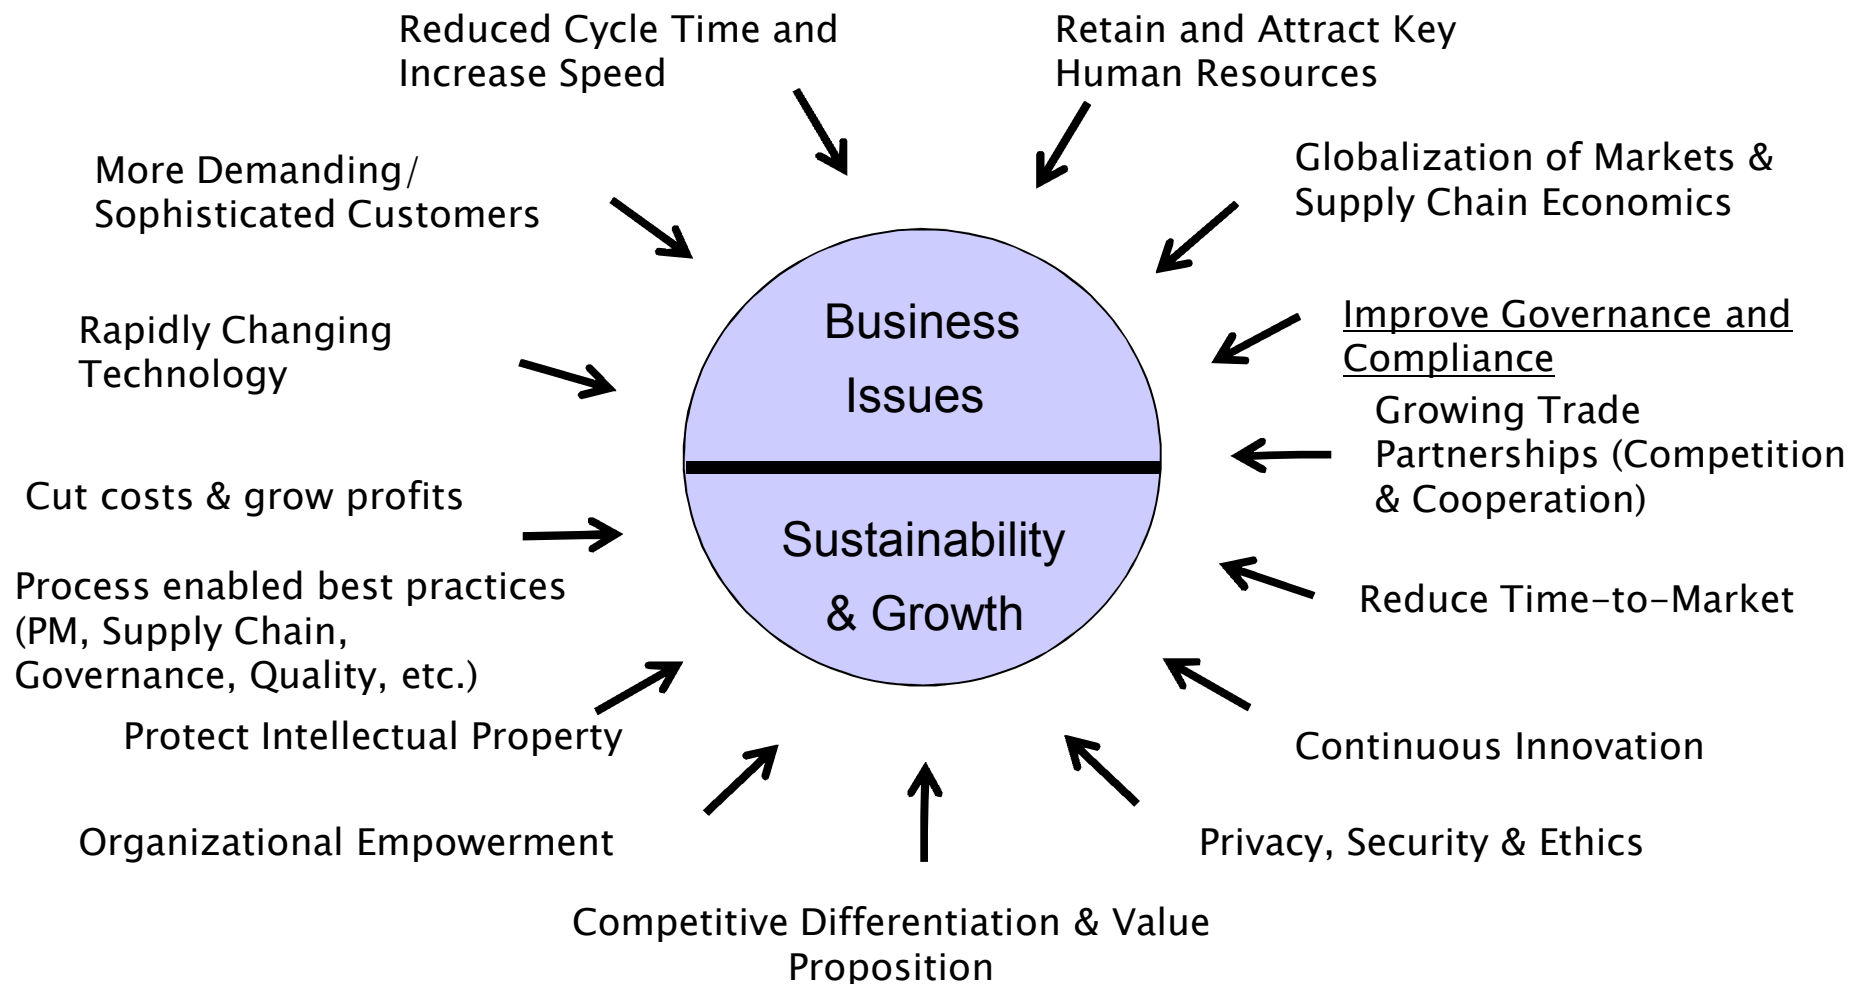 Reduced Cycle Time and
Increase Speed
Retain and Attract Key
Human Resources
More Demanding/
Sophisticated Customers
Globalization of Markets &
Supply Chain Economics
Rapidly Changing
Technology
Business
Issues
Improve Governance and
Compliance
Growing Trade
Partnerships (Competition
& Cooperation)
Cut costs & grow profits
Sustainability
& Growth
Process enabled best practices
(PM, Supply Chain,
Governance, Quality, etc.)
Reduce Time-to-Market
Protect Intellectual Property
Continuous Innovation
Organizational Empowerment
Privacy, Security & Ethics
Competitive Differentiation & Value
Proposition